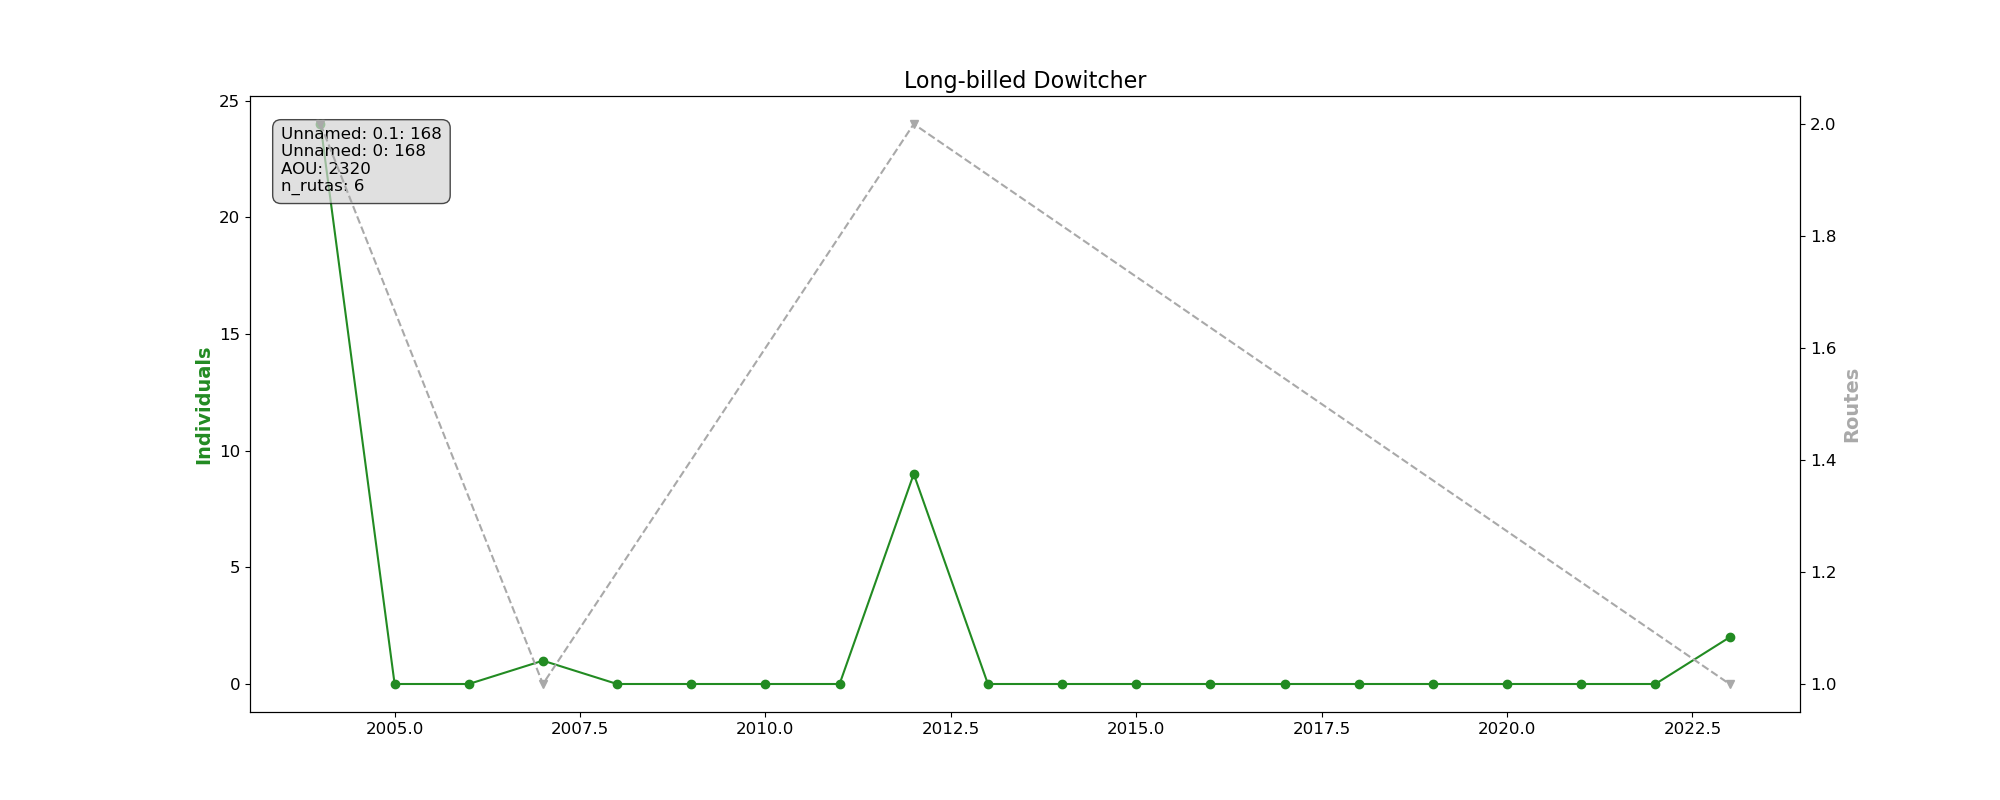 Long-billed Dowitcher
25
20
15
10
5
0
Individuals
Unnamed: 0.1: 168
Unnamed: 0: 168
AOU: 2320
n_rutas: 6
2.0
1.8
1.6
1.4
1.2
1.0
Routes
2005.0 2007.5 2010.0 2012.5 2015.0 2017.5 2020.0 2022.5